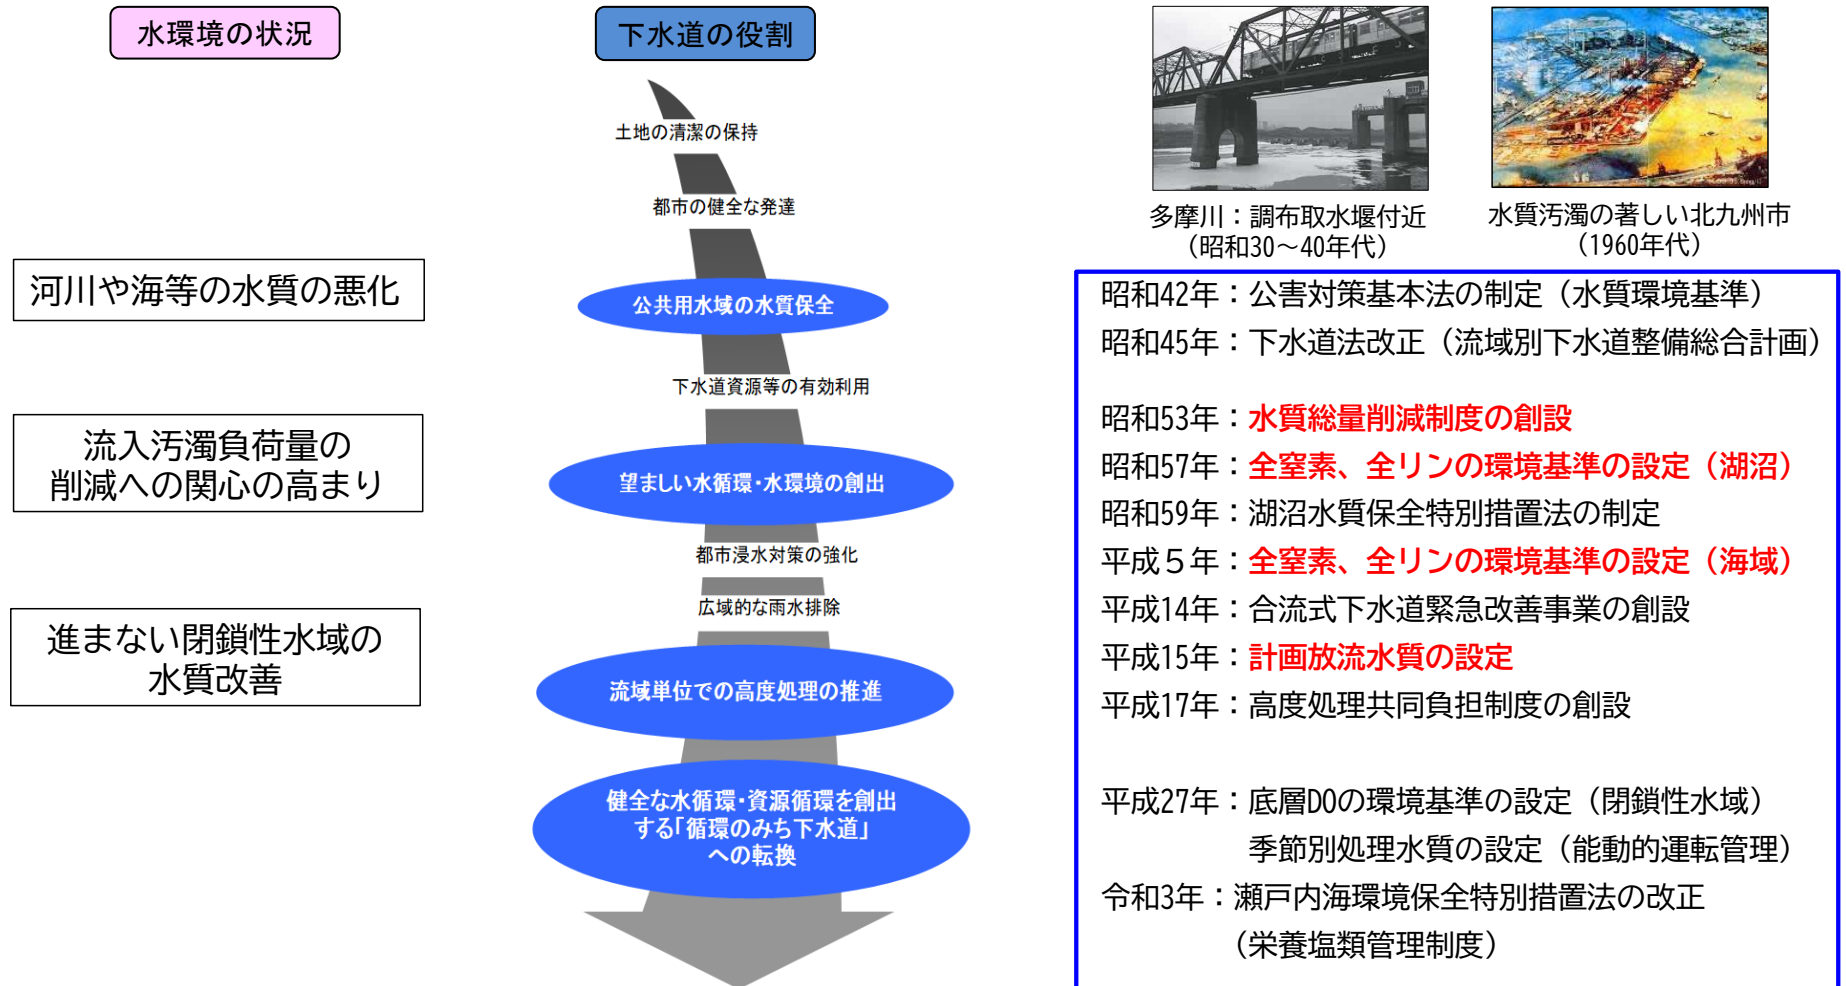 水環境の状況
下水道の役割
土地の清潔の保持
都市の健全な発達
多摩川：調布取水堰付近
（昭和30～40年代）
水質汚濁の著しい北九州市
（1960年代）
河川や海等の水質の悪化
公共用水域の水質保全
下水道資源等の有効利用
流入汚濁負荷量の
削減への関心の高まり
望ましい水循環・水環境の創出
都市浸水対策の強化
広域的な雨水排除
進まない閉鎖性水域の
水質改善
流域単位での高度処理の推進
健全な水循環・資源循環を創出
する「循環のみち下水道」
への転換
昭和42年：公害対策基本法の制定（水質環境基準）
昭和45年：下水道法改正（流域別下水道整備総合計画）
昭和53年：水質総量削減制度の創設
昭和57年：全窒素、全リンの環境基準の設定（湖沼）
昭和59年：湖沼水質保全特別措置法の制定
平成５年：全窒素、全リンの環境基準の設定（海域）
平成14年：合流式下水道緊急改善事業の創設
平成15年：計画放流水質の設定
平成17年：高度処理共同負担制度の創設
平成27年：底層DOの環境基準の設定（閉鎖性水域）
季節別処理水質の設定（能動的運転管理）
令和3年：瀬戸内海環境保全特別措置法の改正
（栄養塩類管理制度）